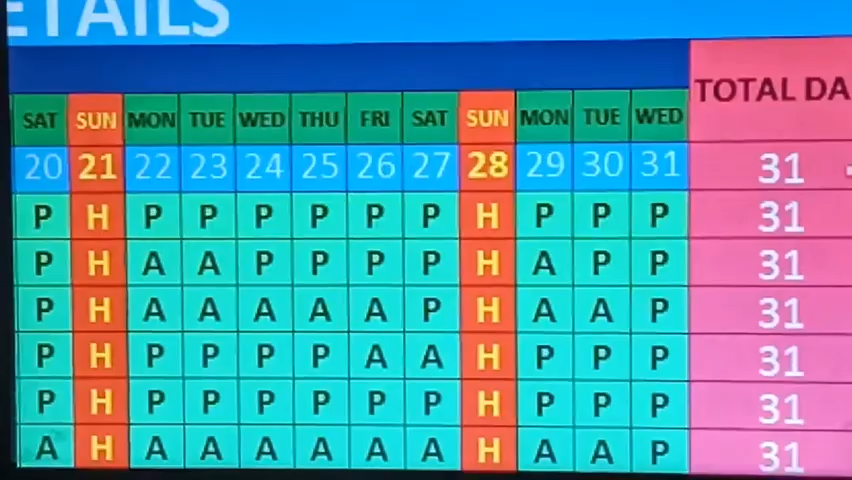 ETAILS
TOTAL DA
SAT SUN MON TUE WED THU FRI SAT SUN MON TUE WED
20 21 22 23 24 25 26 27 28 29 30 31 31
P H P P P P P P H P P P 31
P H A A P P P P H A P P 31
P H A A A A A P H A A P 31
P H P P P P A A H P P P 31
P H P P P P P P H P P P 31
A H A A A A A A H A A P 31